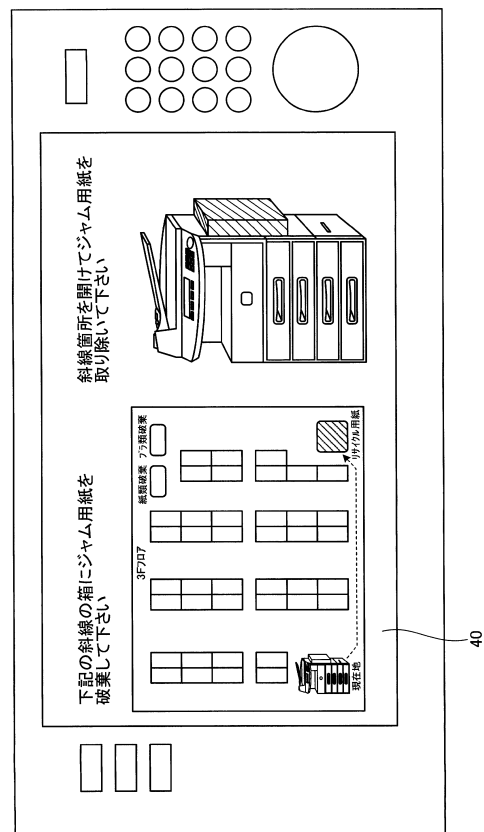 下記の斜線の箱にジャム用紙を
破棄して下さい
3Fフロア
紙類破棄
プラ類破棄
現在地
リサイクル用紙
斜線箇所を開けてジャム用紙を
取り除いて下さい
40